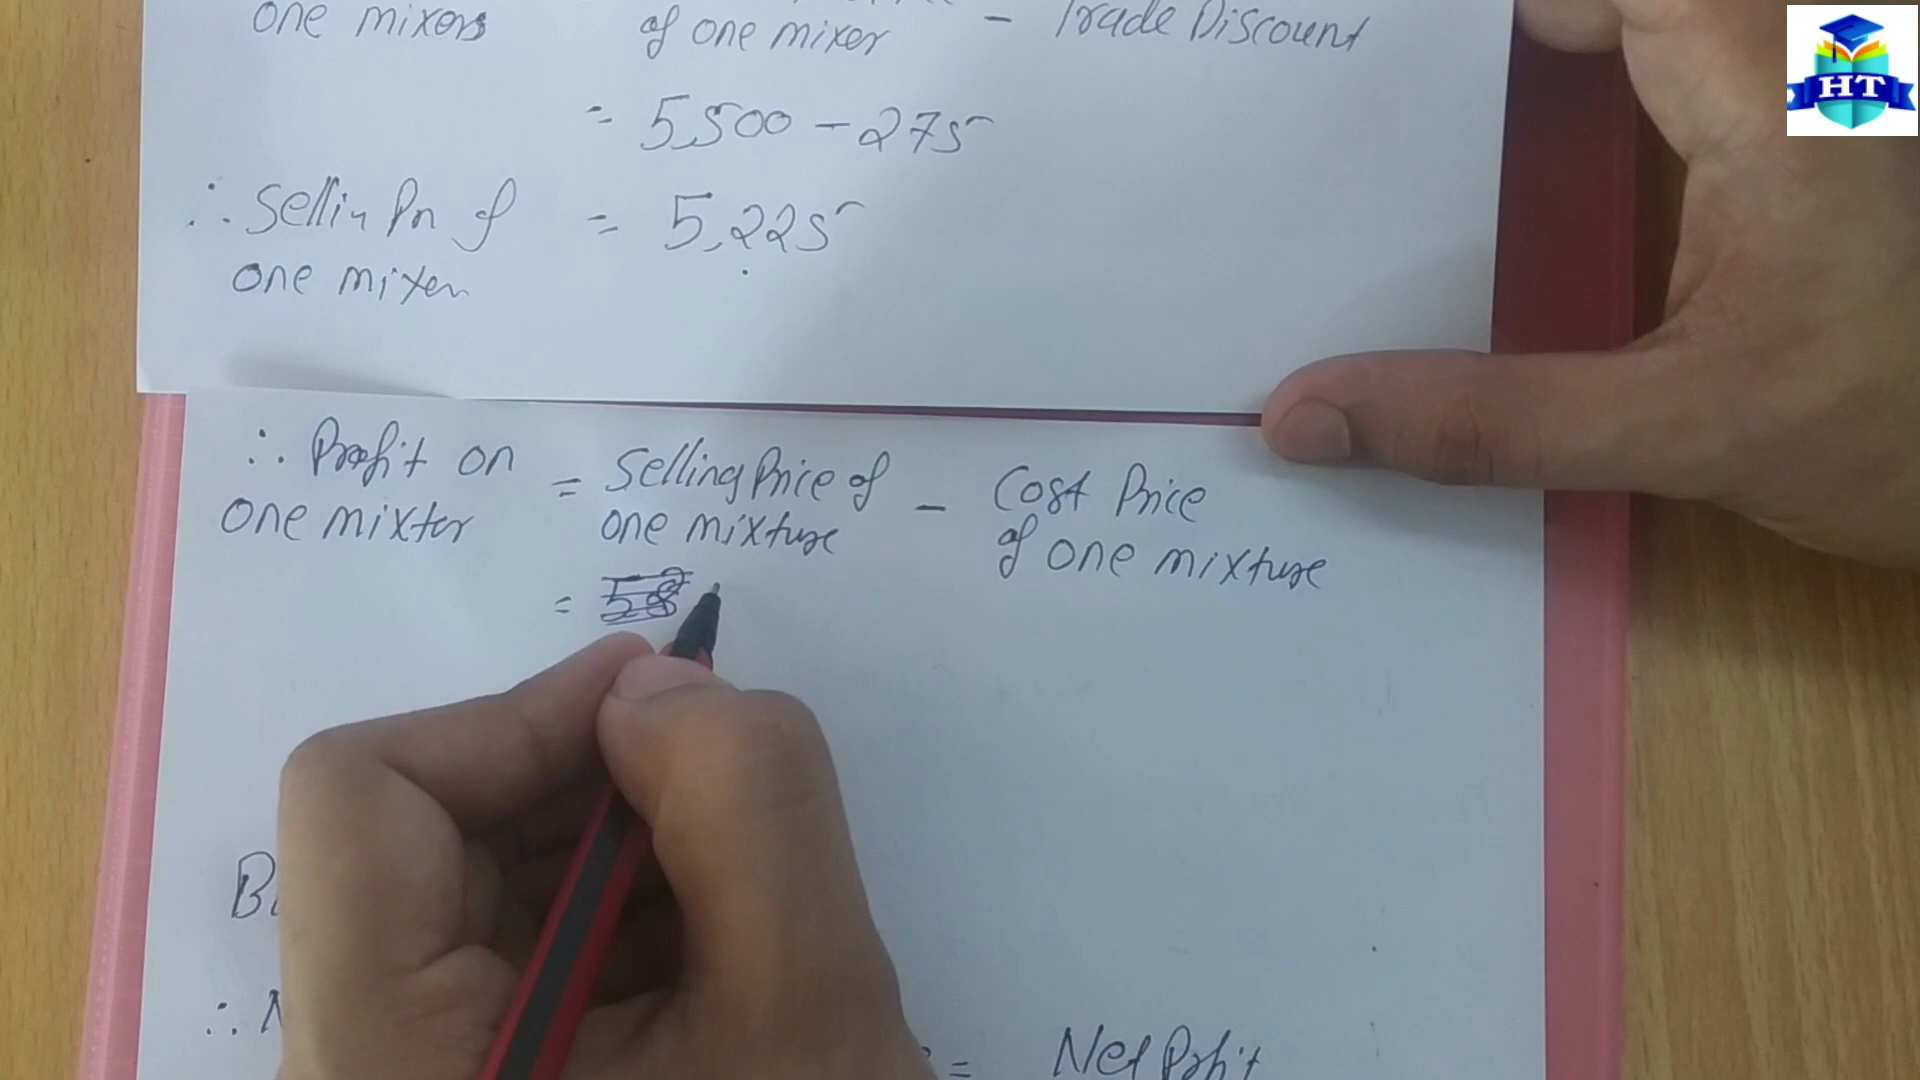 one mixers of one mixer - Trade Discount
= 5,500 - 275
∴ Sellin Pn of = 5,225
one mixer
∴ Profit on = Selling Price of - Cost Price
one mixter one mixture of one mixture
=
∴ N
= Net Profit
HT